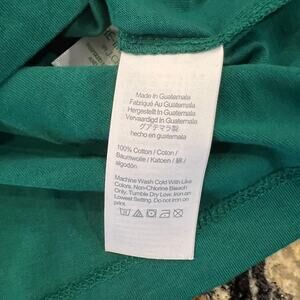 Made In Guatemala
Fabriqué Au Guatemala
Hergestellt In Guatemala
Vervaardigd In Guatemala
グアテマラ製
hecho en guatemala
100% Cotton / Coton /
Baumwolle / Katoen / 綿 /
algodón
Machine Wash Cold With Like
Colors. Non-Chlorine Bleach
Only. Tumble Dry Low. Iron on
Lowest Setting. Do not iron on
print